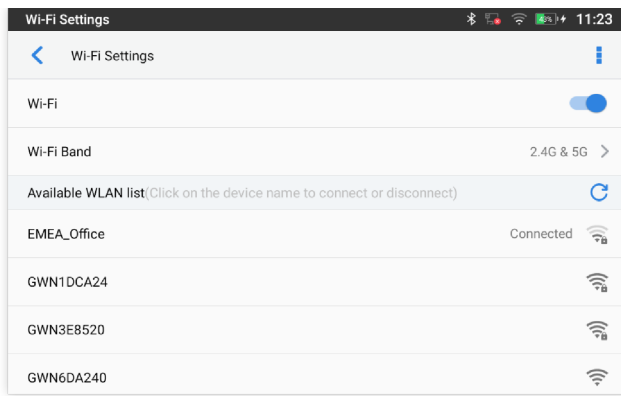 Wi-Fi Settings 11:23
Wi-Fi Settings
Wi-Fi
Wi-Fi Band 2.4G & 5G
Available WLAN list(Click on the device name to connect or disconnect)
EMEA_Office Connected
GWN1DCA24
GWN3E8520
GWN6DA240